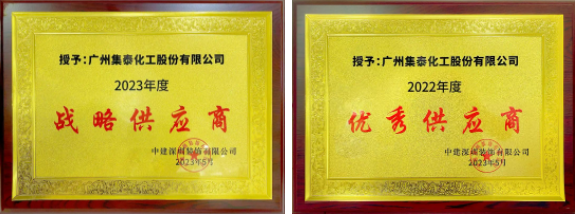 授予:广州集泰化工股份有限公司
2023年度
战略供应商
中建深圳装饰有限公司
2023年5月
授予:广州集泰化工股份有限公司
2022年度
优秀供应商
中建深圳装饰有限公司
2023年5月